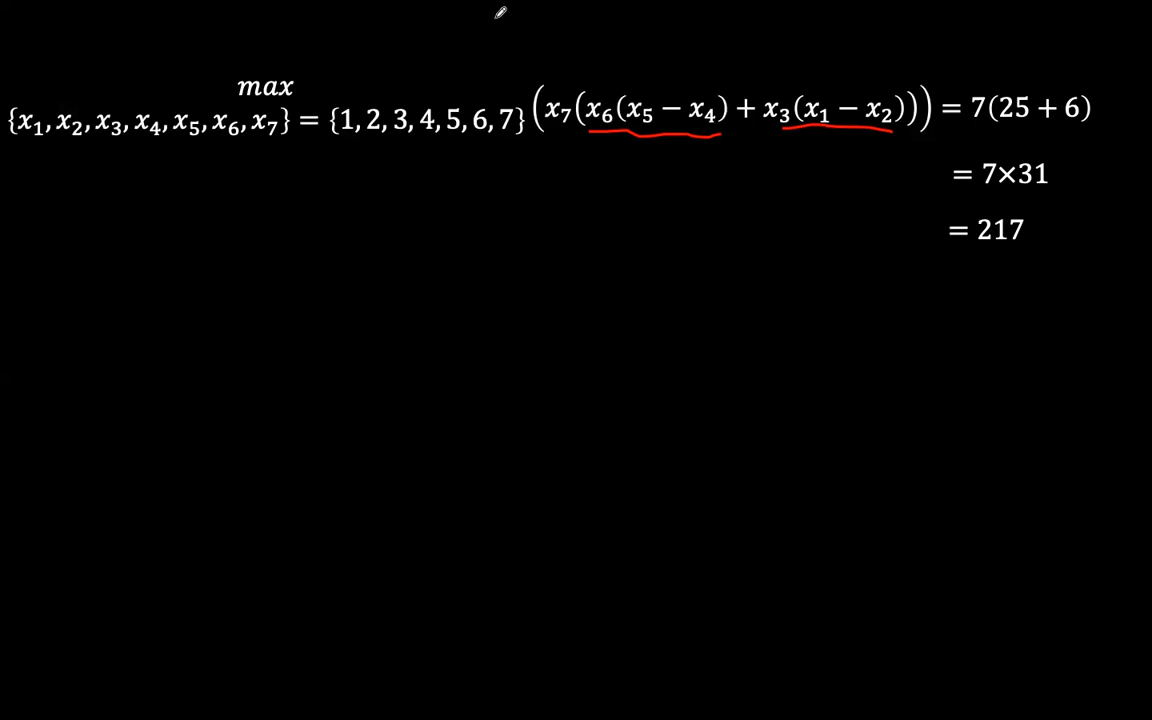 max
{x₁, x₂, x₃, x₄, x₅, x₆, x₇} = {1, 2, 3, 4, 5, 6, 7} (x₇(x₆(x₅ − x₄) + x₃(x₁ − x₂))) = 7(25 + 6)
= 7×31
= 217